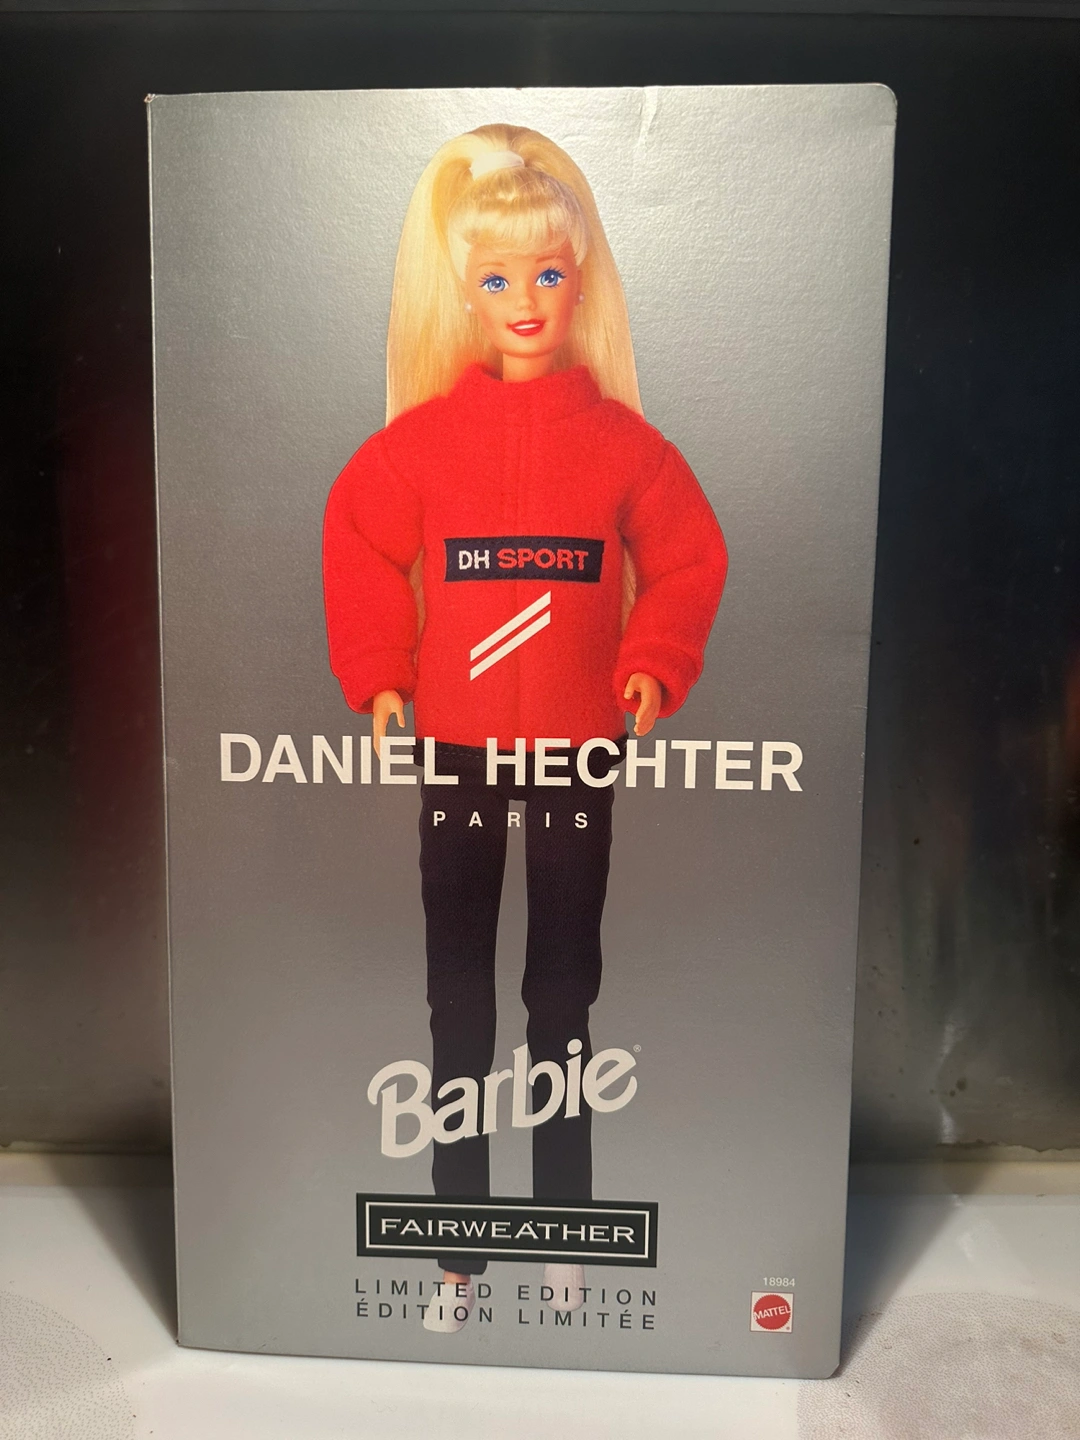 DH SPORT
DANIEL HECHTER
PARIS
Barbie®
FAIRWEATHER
LIMITED EDITION
ÉDITION LIMITÉE
18984
MATTEL®